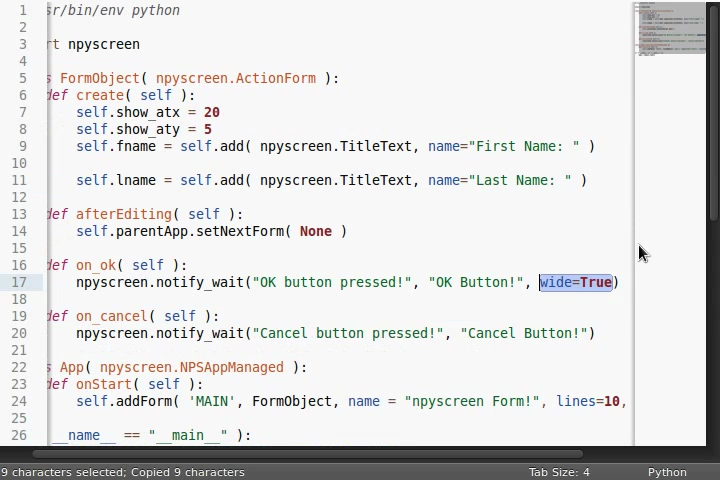 1 sr/bin/env python
2
3 rt npyscreen
4
5 s FormObject( npyscreen.ActionForm ):
6 def create( self ):
7 self.show_atx = 20
8 self.show_aty = 5
9 self.fname = self.add( npyscreen.TitleText, name="First Name: " )
10
11 self.lname = self.add( npyscreen.TitleText, name="Last Name: " )
12
13 def afterEditing( self ):
14 self.parentApp.setNextForm( None )
15
16 def on_ok( self ):
17 npyscreen.notify_wait("OK button pressed!", "OK Button!", wide=True)
18
19 def on_cancel( self ):
20 npyscreen.notify_wait("Cancel button pressed!", "Cancel Button!")
21
22 s App( npyscreen.NPSAppManaged ):
23 def onStart( self ):
24 self.addForm( 'MAIN', FormObject, name = "npyscreen Form!", lines=10,
25
26 __name__ == "__main__" ):
9 characters selected; Copied 9 characters Tab Size: 4 Python